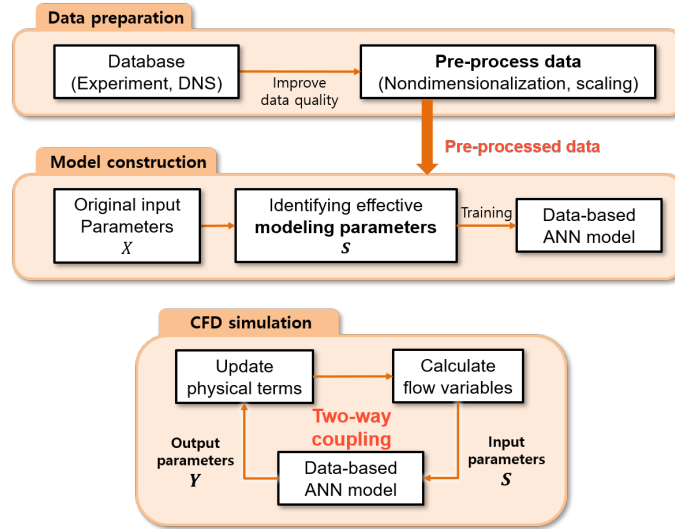 Data preparation
Database
(Experiment, DNS)
Improve
data quality
Pre-process data
(Nondimensionalization, scaling)
Pre-processed data
Model construction
Original input
Parameters
X
Identifying effective
modeling parameters
S
Training
Data-based
ANN model
CFD simulation
Update
physical terms
Calculate
flow variables
Two-way
coupling
Output
parameters
Y
Data-based
ANN model
Input
parameters
S